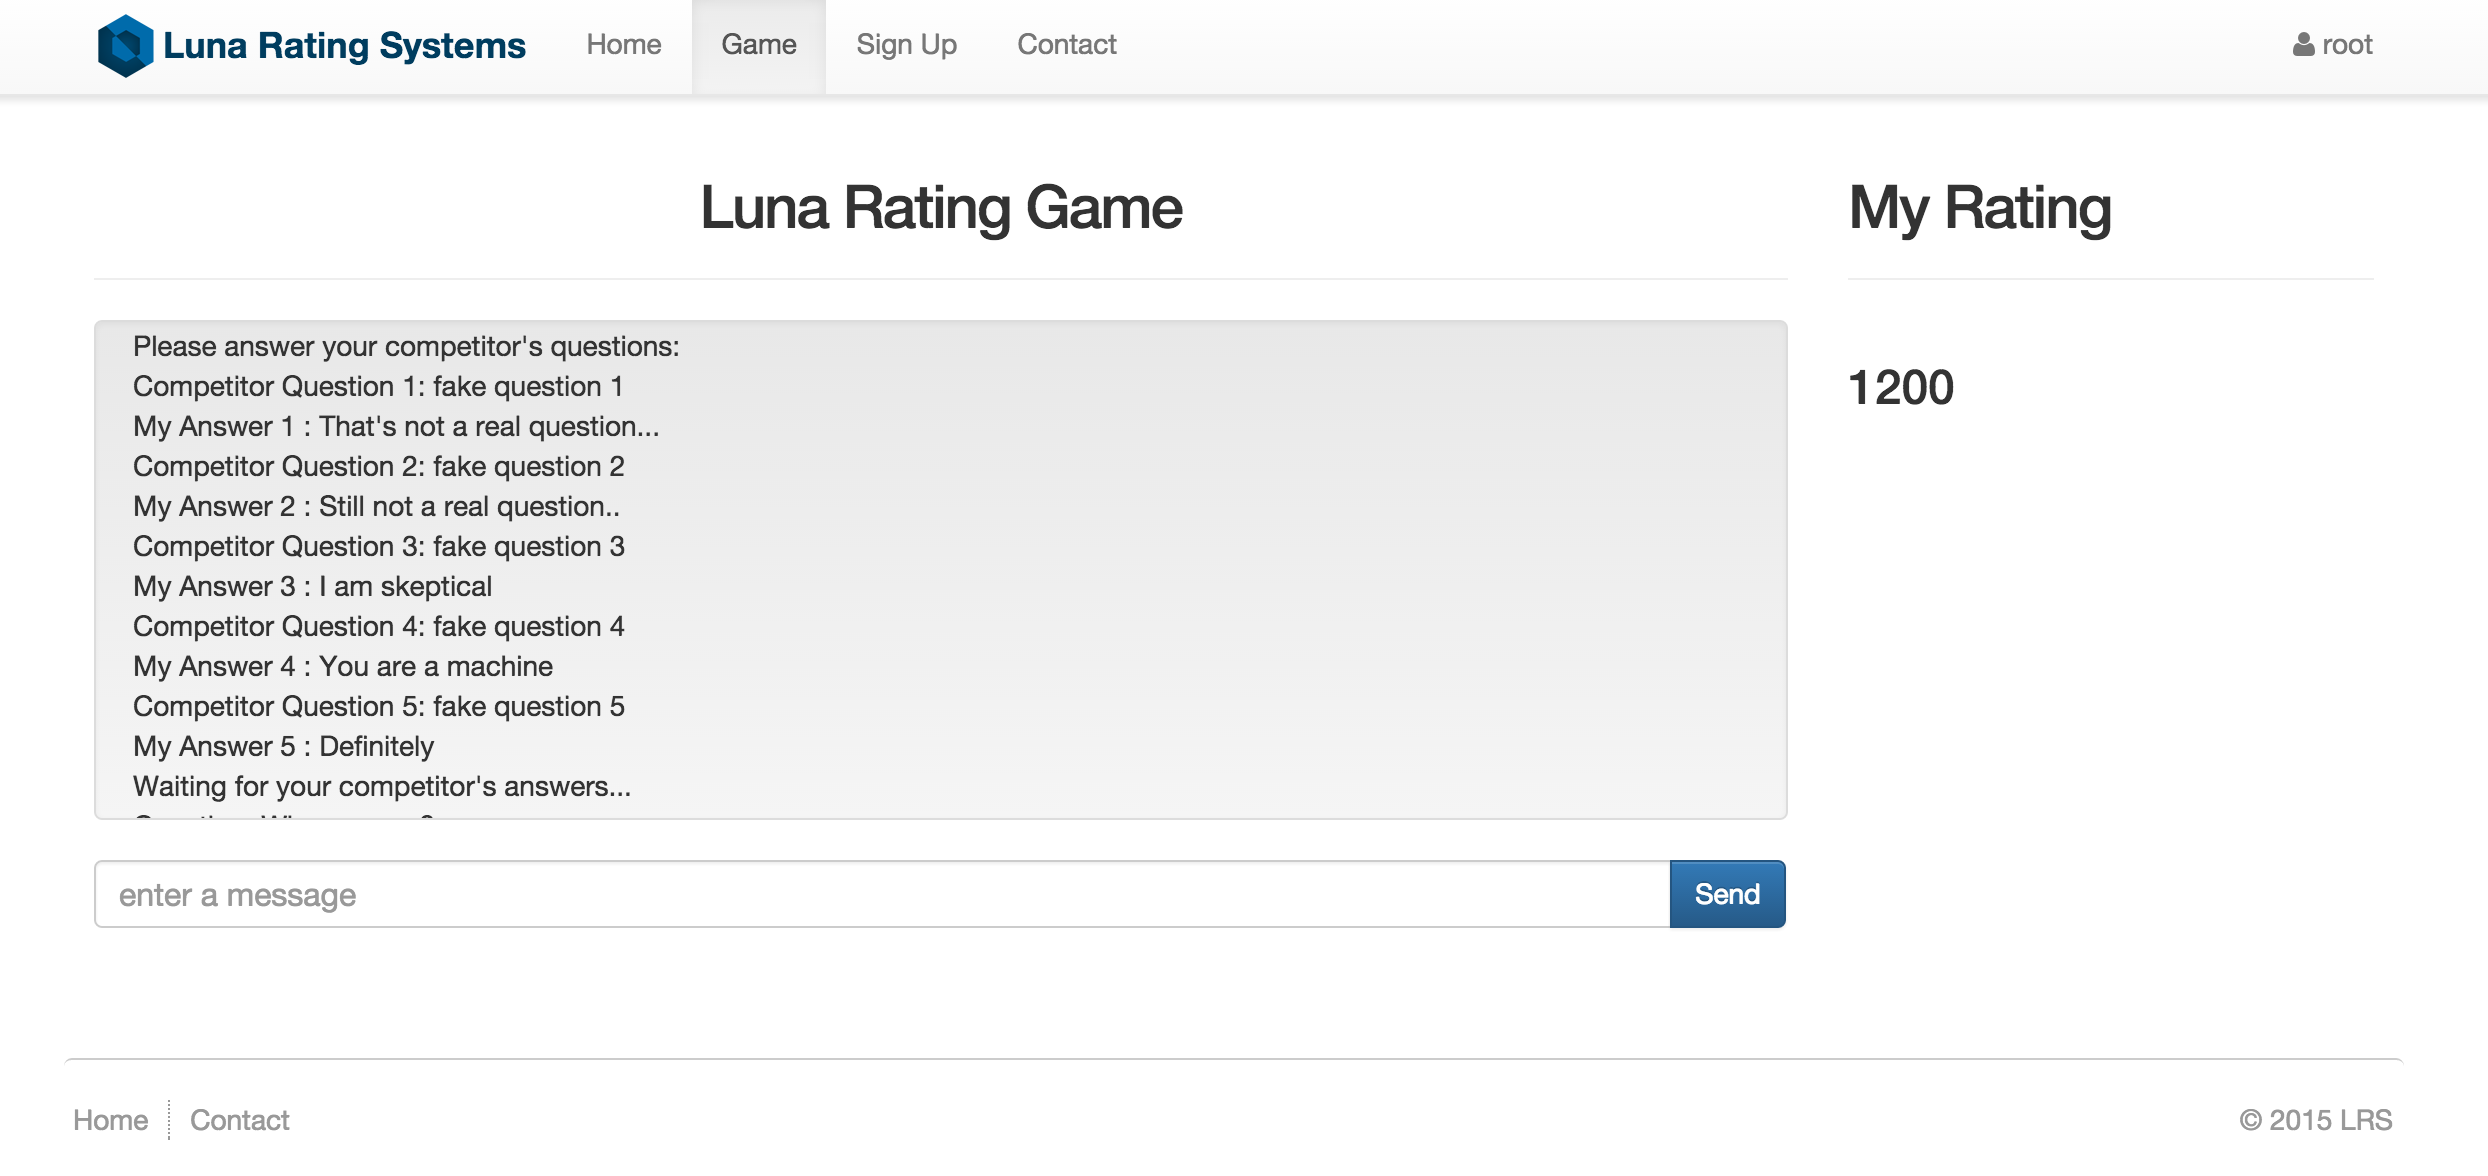 Luna Rating Systems Home Game Sign Up Contact root
Luna Rating Game
My Rating
Please answer your competitor's questions:
Competitor Question 1: fake question 1
My Answer 1 : That's not a real question...
Competitor Question 2: fake question 2
My Answer 2 : Still not a real question..
Competitor Question 3: fake question 3
My Answer 3 : I am skeptical
Competitor Question 4: fake question 4
My Answer 4 : You are a machine
Competitor Question 5: fake question 5
My Answer 5 : Definitely
Waiting for your competitor's answers...
1200
enter a message
Send
Home Contact
© 2015 LRS